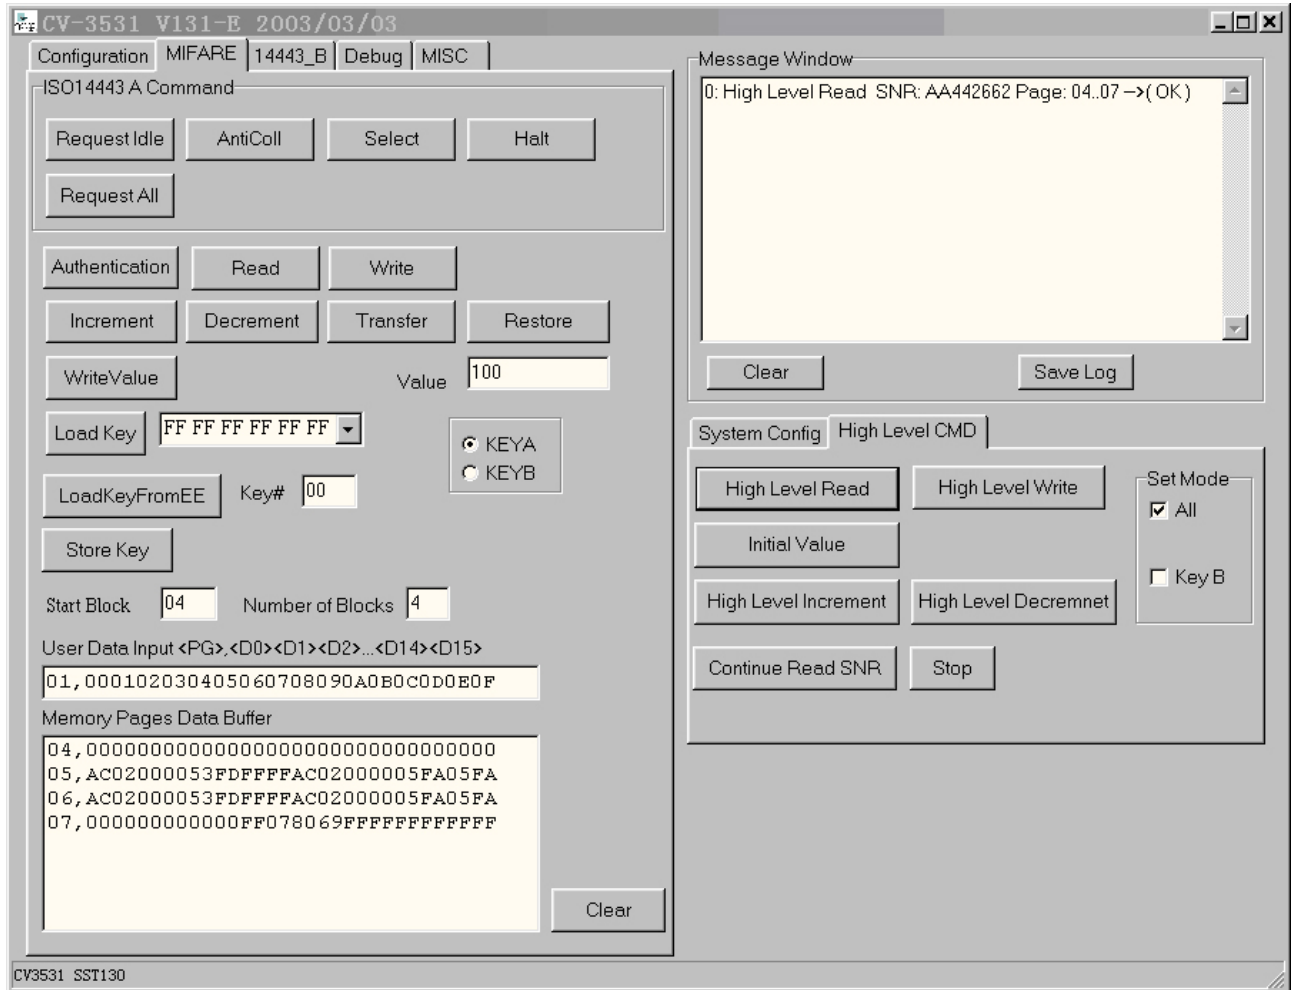 CV-3531 V131-E 2003/03/03
Configuration MIFARE 14443_B Debug MISC
ISO14443 A Command
Request Idle AntiColl Select Halt
Request All
Authentication Read Write
Increment Decrement Transfer Restore
WriteValue Value 100
Load Key FF FF FF FF FF FF
KEYA
KEYB
LoadKeyFromEE Key# 00
Store Key
Start Block 04 Number of Blocks 4
User Data Input <PG>,<D0><D1><D2>...<D14><D15>
01,000102030405060708090A0B0C0D0E0F
Memory Pages Data Buffer
04,00000000000000000000000000000000
05,AC02000053FDFFFFAC02000005FA05FA
06,AC02000053FDFFFFAC02000005FA05FA
07,000000000000FF078069FFFFFFFFFFFF
Clear
Message Window
0: High Level Read SNR: AA442662 Page: 04..07 -->( OK )
Clear Save Log
System Config High Level CMD
High Level Read High Level Write
Initial Value
High Level Increment High Level Decremnet
Continue Read SNR Stop
Set Mode
All
Key B
CV3531 SST130